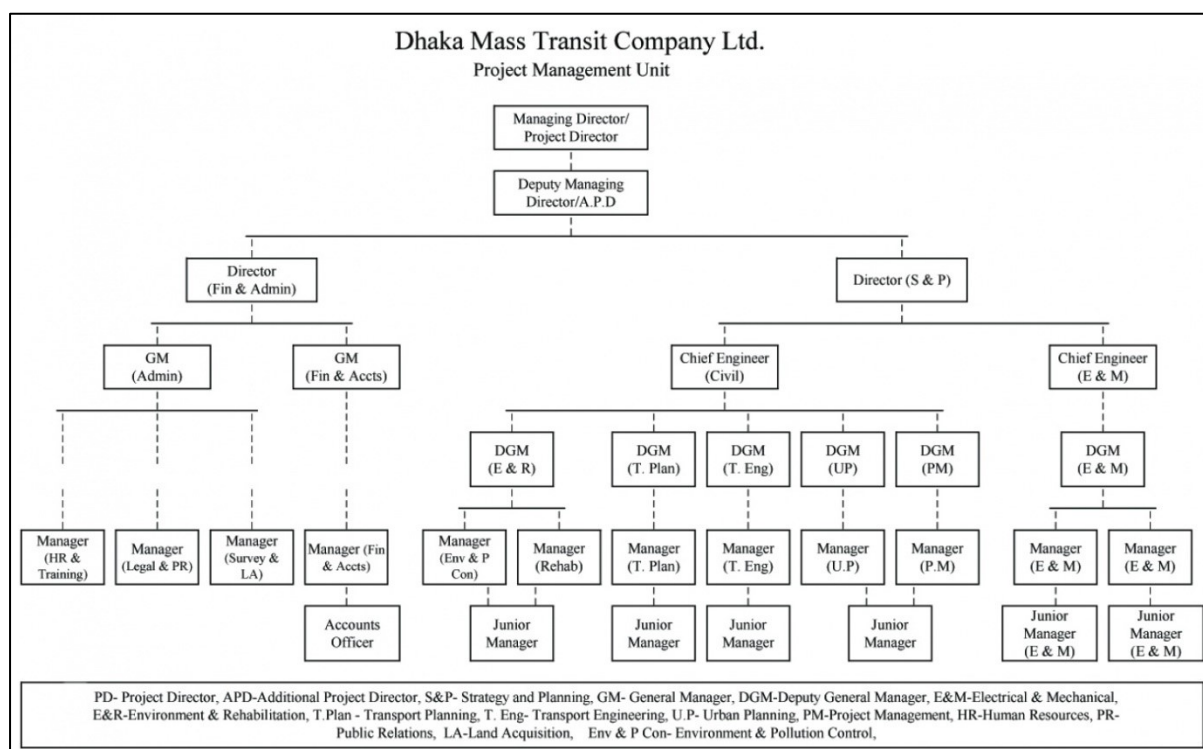 Dhaka Mass Transit Company Ltd.
Project Management Unit
Managing Director/
Project Director
Deputy Managing
Director/A.P.D
Director
(Fin & Admin)
Director (S & P)
GM
(Admin)
GM
(Fin & Accts)
Chief Engineer
(Civil)
Chief Engineer
(E & M)
DGM
(E & R)
DGM
(T. Plan)
DGM
(T. Eng)
DGM
(UP)
DGM
(PM)
DGM
(E & M)
Manager
(HR &
Training)
Manager
(Legal & PR)
Manager
(Survey &
LA)
Manager (Fin
& Accts)
Manager
(Env & P
Con)
Manager
(Rehab)
Manager
(T. Plan)
Manager
(T. Eng)
Manager
(U.P)
Manager
(P.M)
Manager
(E & M)
Manager
(E & M)
Accounts
Officer
Junior
Manager
Junior
Manager
Junior
Manager
Junior
Manager
Junior
Manager
(E & M)
Junior
Manager
(E & M)
PD- Project Director, APD-Additional Project Director, S&P- Strategy and Planning, GM- General Manager, DGM-Deputy General Manager, E&M-Electrical & Mechanical,
E&R-Environment & Rehabilitation, T.Plan - Transport Planning, T. Eng- Transport Engineering, U.P- Urban Planning, PM-Project Management, HR-Human Resources, PR-
Public Relations, LA-Land Acquisition, Env & P Con- Environment & Pollution Control,